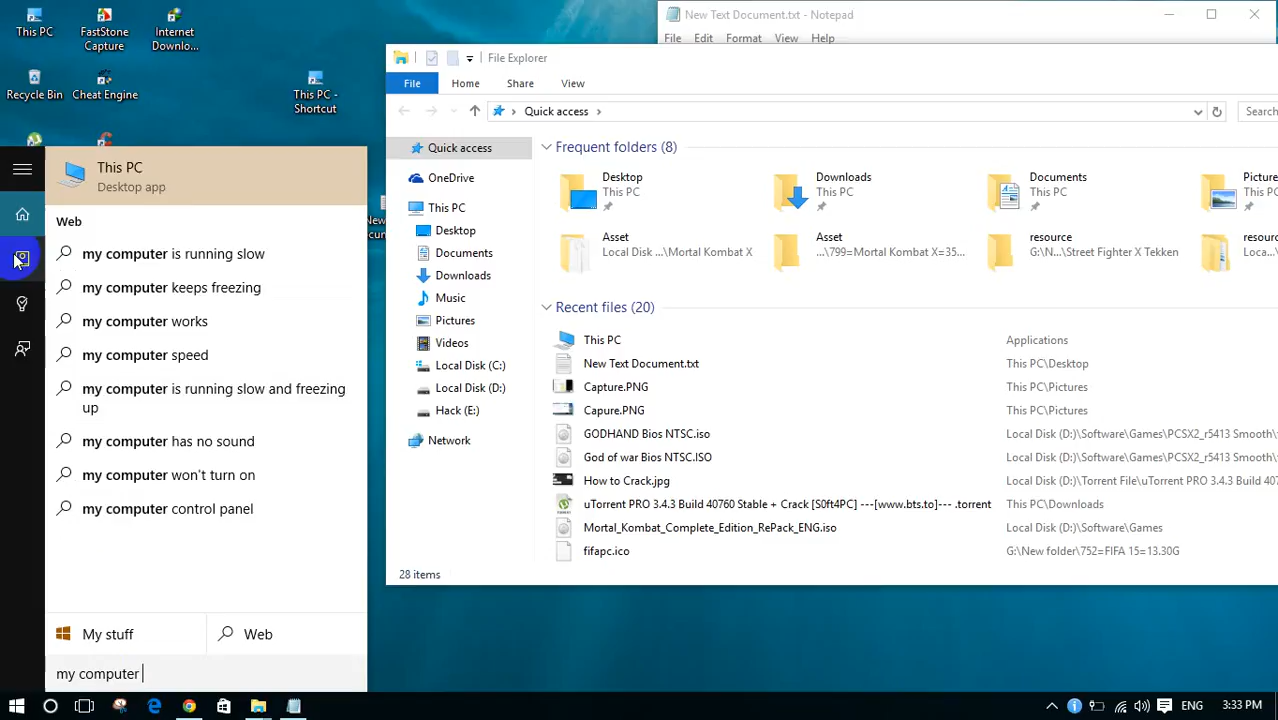 This PC
FastStone
Capture
Internet
Downlo...
Recycle Bin
Cheat Engine
This PC -
Shortcut
New Text Document.txt - Notepad
File Edit Format View Help
File Explorer
File Home Share View
Quick access
Search
Quick access
OneDrive
This PC
Desktop
Documents
Downloads
Music
Pictures
Videos
Local Disk (C:)
Local Disk (D:)
Hack (E:)
Network
Frequent folders (8)
Desktop
This PC
Downloads
This PC
Documents
This PC
Picture
This PC
Asset
Local Disk ...\Mortal Kombat X
Asset
...\799=Mortal Kombat X=35...
resource
G:\N...\Street Fighter X Tekken
resour
Loca...
Recent files (20)
This PC Applications
New Text Document.txt This PC\Desktop
Capture.PNG This PC\Pictures
Capure.PNG This PC\Pictures
GODHAND Bios NTSC.iso Local Disk (D:)\Software\Games\PCSX2_r5413 Smooth\
God of war Bios NTSC.ISO Local Disk (D:)\Software\Games\PCSX2_r5413 Smooth\
How to Crack.jpg Local Disk (D:)\Torrent File\uTorrent PRO 3.4.3 Build 4
uTorrent PRO 3.4.3 Build 40760 Stable + Crack [S0ft4PC] ---[www.bts.to]--- .torrent This PC\Downloads
Mortal_Kombat_Complete_Edition_RePack_ENG.iso Local Disk (D:)\Software\Games
fifapc.ico G:\New folder\752=FIFA 15=13.30G
28 items
This PC
Desktop app
Web
my computer is running slow
my computer keeps freezing
my computer works
my computer speed
my computer is running slow and freezing
up
my computer has no sound
my computer won't turn on
my computer control panel
My stuff
Web
my computer
ENG 3:33 PM